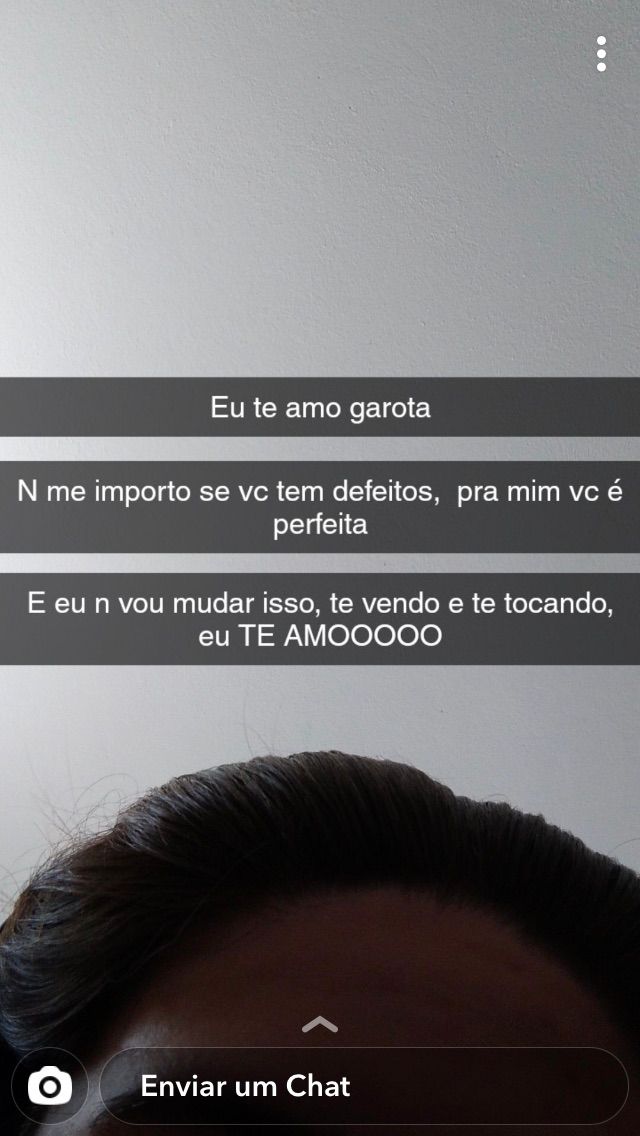 Eu te amo garota
N me importo se vc tem defeitos,  pra mim vc é
perfeita
E eu n vou mudar isso, te vendo e te tocando,
eu TE AMOOOOO
Enviar um Chat